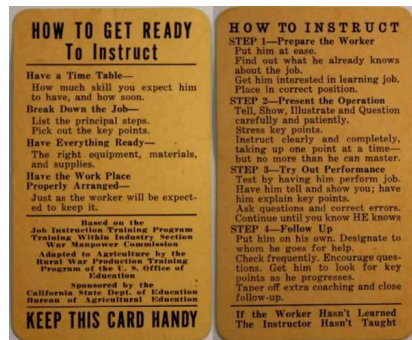 HOW TO GET READY
To Instruct
Have a Time Table—
How much skill you expect him
to have, and how soon.
Break Down the Job—
List the principal steps.
Pick out the key points.
Have Everything Ready—
The right equipment, materials,
and supplies.
Have the Work Place
Properly Arranged—
Just as the worker will be expect-
ed to keep it.
Based on the
Job Instruction Training Program
Training Within Industry Section
War Manpower Commission
Adapted to Agriculture by the
Rural War Production Training
Program of the U. S. Office of
Education
Sponsored by the
California State Dept. of Education
Bureau of Agricultural Education
KEEP THIS CARD HANDY
HOW TO INSTRUCT
STEP 1—Prepare the Worker
Put him at ease.
Find out what he already knows
about the job.
Get him interested in learning job.
Place in correct position.
STEP 2—Present the Operation
Tell, Show, Illustrate and Question
carefully and patiently.
Stress key points.
Instruct clearly and completely,
taking up one point at a time—
but no more than he can master.
STEP 3—Try Out Performance
Test by having him perform job.
Have him tell and show you; have
him explain key points.
Ask questions and correct errors.
Continue until you know HE knows
STEP 4—Follow Up
Put him on his own. Designate to
whom he goes for help.
Check frequently. Encourage ques-
tions. Get him to look for key
points as he progresses.
Taper off extra coaching and close
follow-up.
If the Worker Hasn't Learned
The Instructor Hasn't Taught